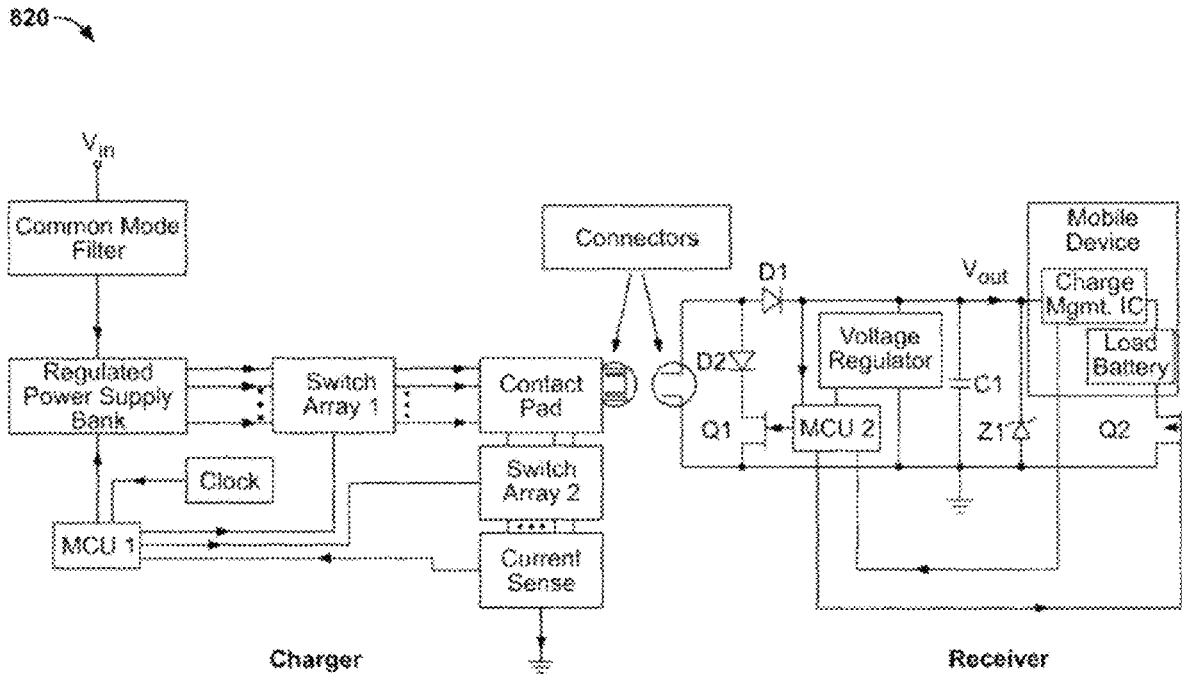 820
V_in
Common Mode
Filter
Regulated
Power Supply
Bank
Switch
Array 1
Contact
Pad
Connectors
Clock
MCU 1
Switch
Array 2
Current
Sense
Charger
D1
D2
Q1
MCU 2
Voltage
Regulator
V_out
C1
Z1
Mobile
Device
Charge
Mgmt. IC
Load
Battery
Q2
Receiver